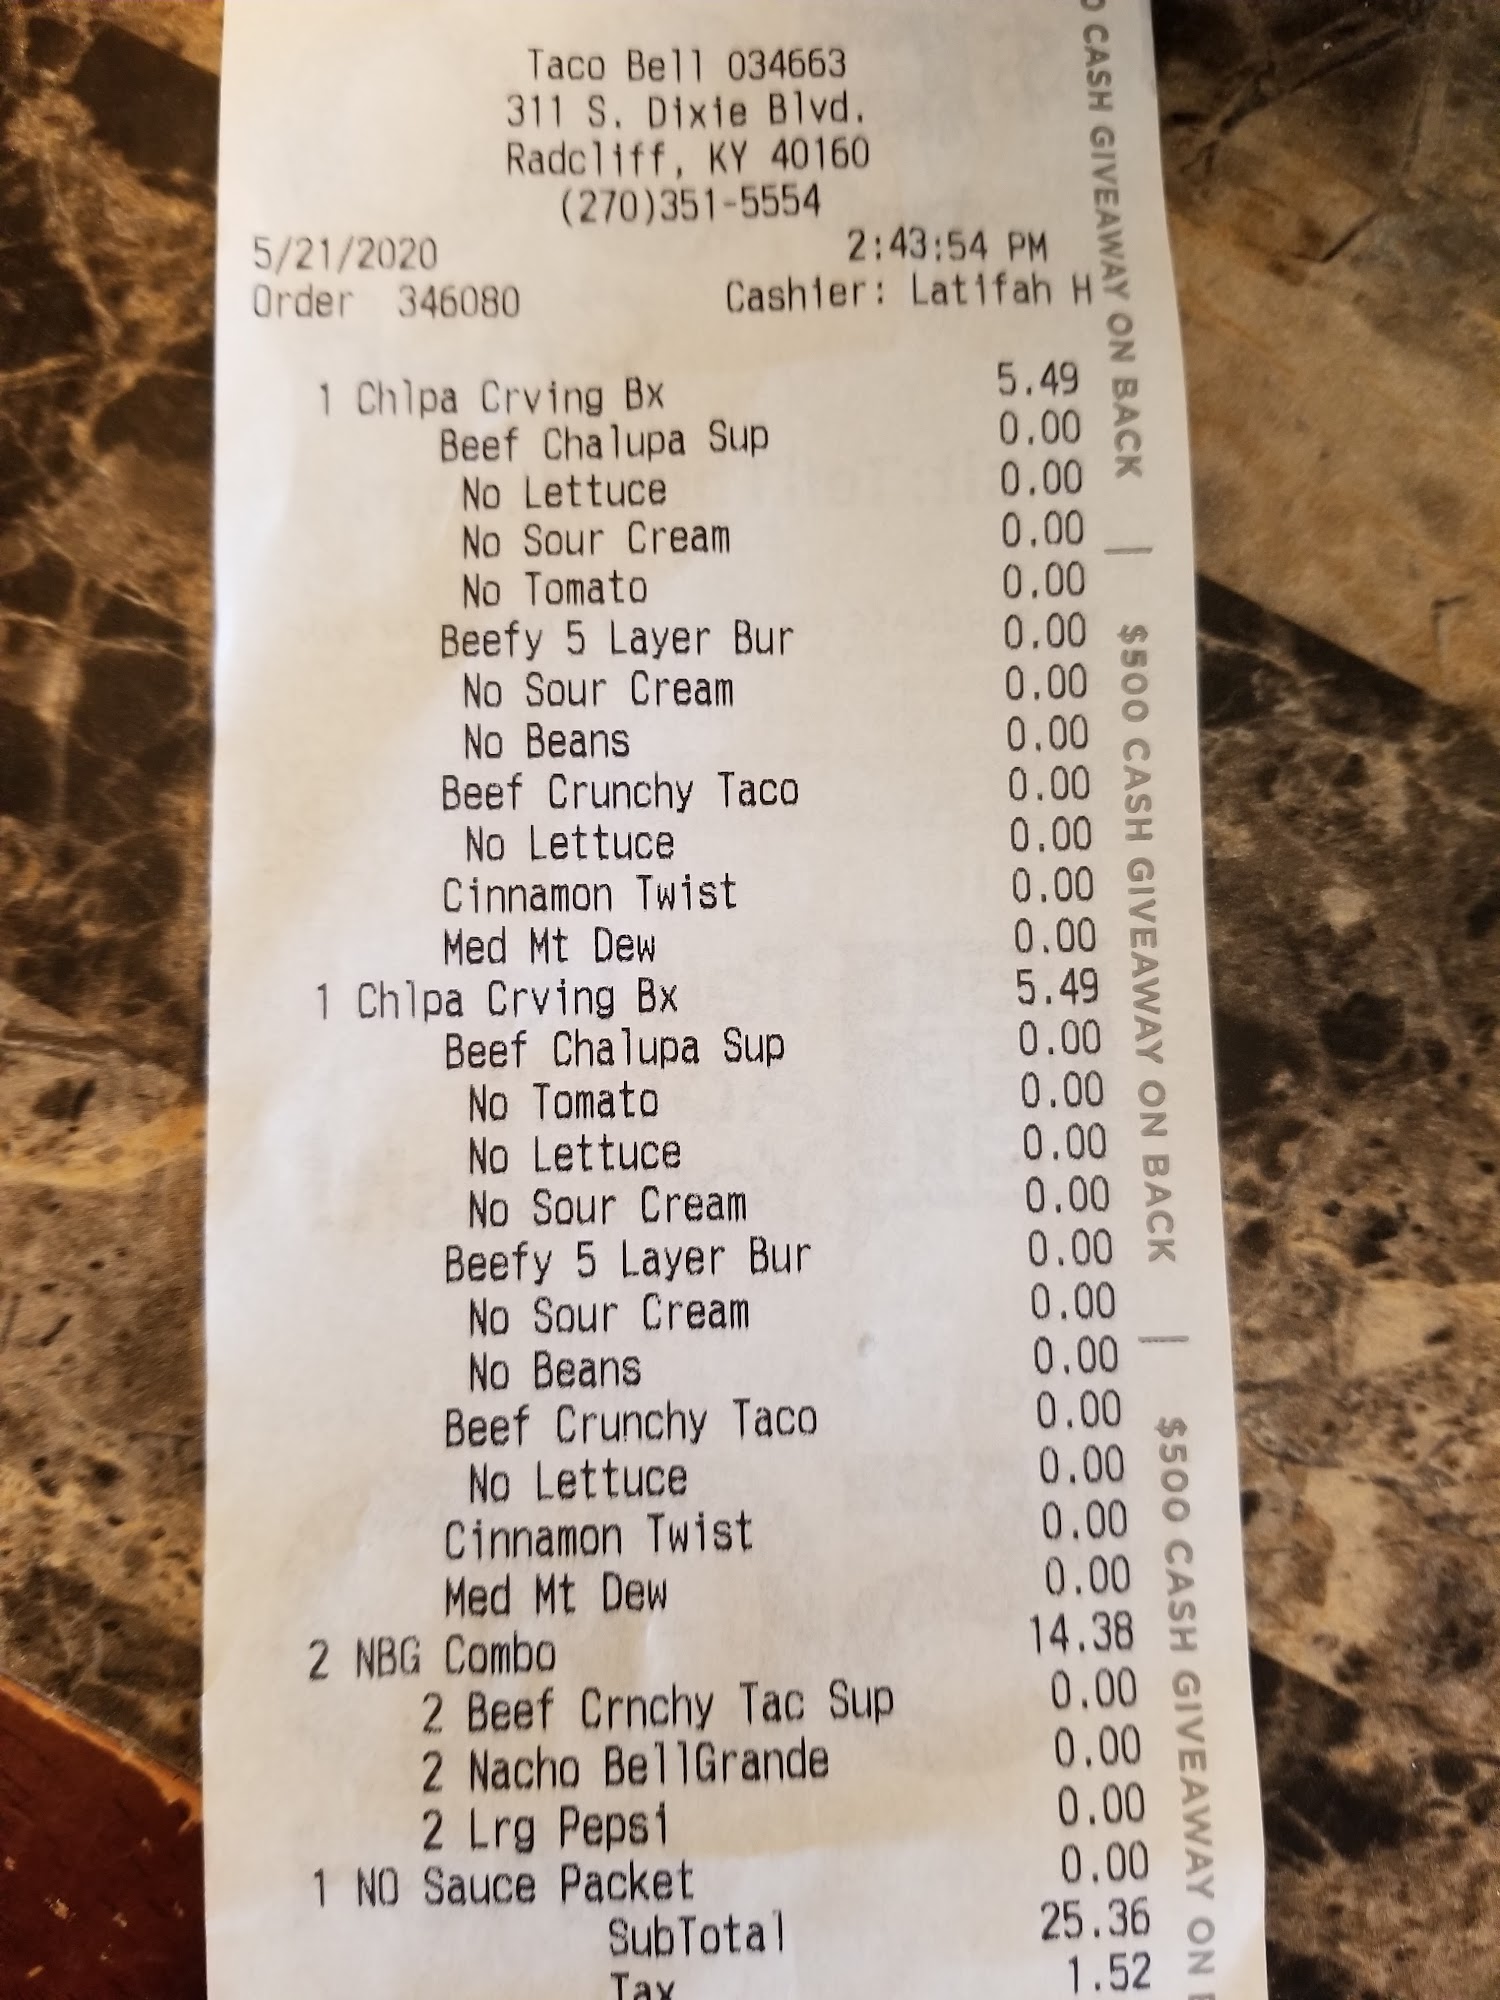 Taco Bell 034663
311 S. Dixie Blvd.
Radcliff, KY 40160
(270)351-5554
5/21/2020 2:43:54 PM
Order 346080 Cashier: Latifah H
1 Chlpa Crving Bx 5.49
Beef Chalupa Sup 0.00
No Lettuce 0.00
No Sour Cream 0.00
No Tomato 0.00
Beefy 5 Layer Bur 0.00
No Sour Cream 0.00
No Beans 0.00
Beef Crunchy Taco 0.00
No Lettuce 0.00
Cinnamon Twist 0.00
Med Mt Dew 0.00
1 Chlpa Crving Bx 5.49
Beef Chalupa Sup 0.00
No Tomato 0.00
No Lettuce 0.00
No Sour Cream 0.00
Beefy 5 Layer Bur 0.00
No Sour Cream 0.00
No Beans 0.00
Beef Crunchy Taco 0.00
No Lettuce 0.00
Cinnamon Twist 0.00
Med Mt Dew 0.00
2 NBG Combo 14.38
2 Beef Crnchy Tac Sup 0.00
2 Nacho BellGrande 0.00
2 Lrg Pepsi 0.00
1 NO Sauce Packet 0.00
SubTotal 25.36
Tax 1.52
CASH GIVEAWAY ON BACK | $500 CASH GIVEAWAY ON BACK | $500 CASH GIVEAWAY ON